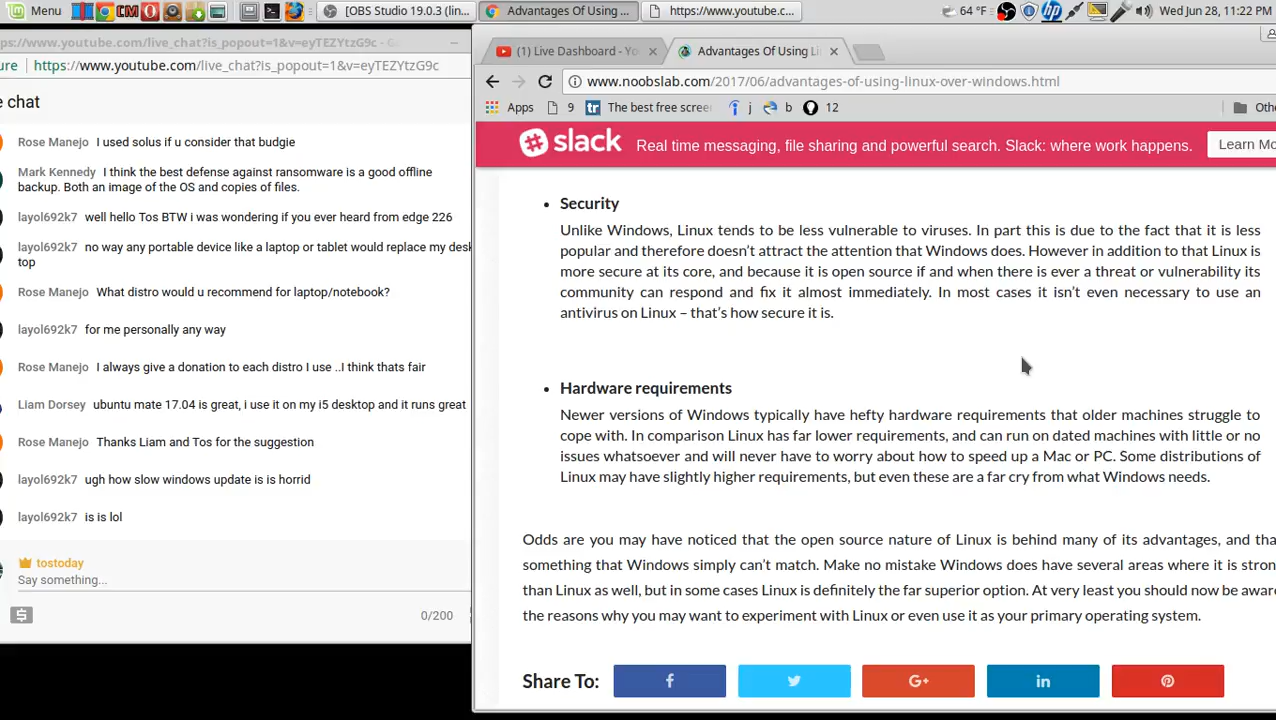 Menu
CM
[OBS Studio 19.0.3 (lin...
Advantages Of Using ...
https://www.youtube.c...
64 °F
hp
Wed Jun 28, 11:22 PM
ps://www.youtube.com/live_chat?is_popout=1&v=eyTEZYtzG9c - G
ure https://www.youtube.com/live_chat?is_popout=1&v=eyTEZYtzG9c
e chat
Rose Manejo I used solus if u consider that budgie
Mark Kennedy I think the best defense against ransomware is a good offline
backup. Both an image of the OS and copies of files.
layol692k7 well hello Tos BTW i was wondering if you ever heard from edge 226
layol692k7 no way any portable device like a laptop or tablet would replace my desk
top
Rose Manejo What distro would u recommend for laptop/notebook?
layol692k7 for me personally any way
Rose Manejo I always give a donation to each distro I use ..I think thats fair
Liam Dorsey ubuntu mate 17.04 is great, i use it on my i5 desktop and it runs great
Rose Manejo Thanks Liam and Tos for the suggestion
layol692k7 ugh how slow windows update is is horrid
layol692k7 is is lol
tostoday
Say something...
0/200
(1) Live Dashboard - Yo
Advantages Of Using Li
www.noobslab.com/2017/06/advantages-of-using-linux-over-windows.html
Apps 9 tr The best free scree j b 12 Oth
slack Real time messaging, file sharing and powerful search. Slack: where work happens. Learn Mo
• Security
Unlike Windows, Linux tends to be less vulnerable to viruses. In part this is due to the fact that it is less
popular and therefore doesn’t attract the attention that Windows does. However in addition to that Linux is
more secure at its core, and because it is open source if and when there is ever a threat or vulnerability its
community can respond and fix it almost immediately. In most cases it isn’t even necessary to use an
antivirus on Linux – that’s how secure it is.
• Hardware requirements
Newer versions of Windows typically have hefty hardware requirements that older machines struggle to
cope with. In comparison Linux has far lower requirements, and can run on dated machines with little or no
issues whatsoever and will never have to worry about how to speed up a Mac or PC. Some distributions of
Linux may have slightly higher requirements, but even these are a far cry from what Windows needs.
Odds are you may have noticed that the open source nature of Linux is behind many of its advantages, and tha
something that Windows simply can’t match. Make no mistake Windows does have several areas where it is stron
than Linux as well, but in some cases Linux is definitely the far superior option. At very least you should now be aware
the reasons why you may want to experiment with Linux or even use it as your primary operating system.
Share To: f G+ in